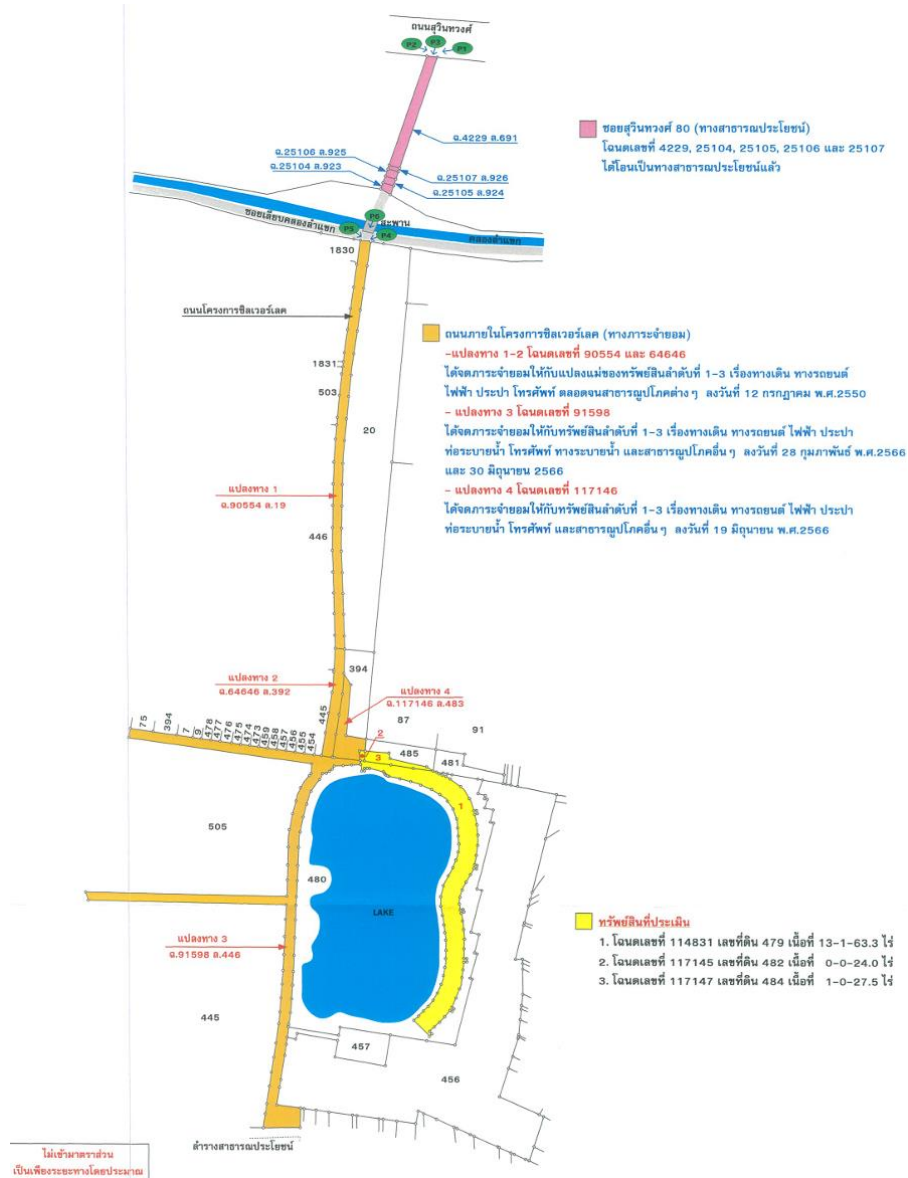 ถนนสุวินทวงศ์
P2
P3
P1
ฉ.4229 ล.691
ฉ.25106 ล.925
ฉ.25104 ล.923
ฉ.25107 ล.926
ฉ.25105 ล.924
ซอยสุวินทวงศ์ 80 (ทางสาธารณประโยชน์)
โฉนดเลขที่ 4229, 25104, 25105, 25106 และ 25107
ได้โอนเป็นทางสาธารณประโยชน์แล้ว
P6
สะพาน
P5
P4
ซอยเลียบคลองลำแขก
คลองลำแขก
1830
ถนนโครงการซิลเวอร์เลค
1831
503
20
ถนนภายในโครงการซิลเวอร์เลค (ทางภาระจำยอม)
-แปลงทาง 1-2 โฉนดเลขที่ 90554 และ 64646
ได้จดภาระจำยอมให้กับแปลงแม่ของทรัพย์สินลำดับที่ 1-3 เรื่องทางเดิน ทางรถยนต์
ไฟฟ้า ประปา โทรศัพท์ ตลอดจนสาธารณูปโภคต่างๆ ลงวันที่ 12 กรกฎาคม พ.ศ.2550
- แปลงทาง 3 โฉนดเลขที่ 91598
ได้จดภาระจำยอมให้กับทรัพย์สินลำดับที่ 1-3 เรื่องทางเดิน ทางรถยนต์ ไฟฟ้า ประปา
ท่อระบายน้ำ โทรศัพท์ ทางระบายน้ำ และสาธารณูปโภคอื่นๆ ลงวันที่ 28 กุมภาพันธ์ พ.ศ.2566
และ 30 มิถุนายน 2566
- แปลงทาง 4 โฉนดเลขที่ 117146
ได้จดภาระจำยอมให้กับทรัพย์สินลำดับที่ 1-3 เรื่องทางเดิน ทางรถยนต์ ไฟฟ้า ประปา
ท่อระบายน้ำ โทรศัพท์ และสาธารณูปโภคอื่นๆ ลงวันที่ 19 มิถุนายน พ.ศ.2566
แปลงทาง 1
ฉ.90554 ล.19
446
394
แปลงทาง 2
ฉ.64646 ล.392
แปลงทาง 4
ฉ.117146 ล.483
445
87
91
75
394
7
9
478
477
476
475
474
473
459
458
457
456
455
454
2
3
485
481
1
505
480
LAKE
แปลงทาง 3
ฉ.91598 ล.446
445
457
456
ทรัพย์สินที่ประเมิน
1. โฉนดเลขที่ 114831 เลขที่ดิน 479 เนื้อที่ 13-1-63.3 ไร่
2. โฉนดเลขที่ 117145 เลขที่ดิน 482 เนื้อที่ 0-0-24.0 ไร่
3. โฉนดเลขที่ 117147 เลขที่ดิน 484 เนื้อที่ 1-0-27.5 ไร่
ลำรางสาธารณประโยชน์
ไม่เข้ามาตราส่วน
เป็นเพียงระยะทางโดยประมาณ